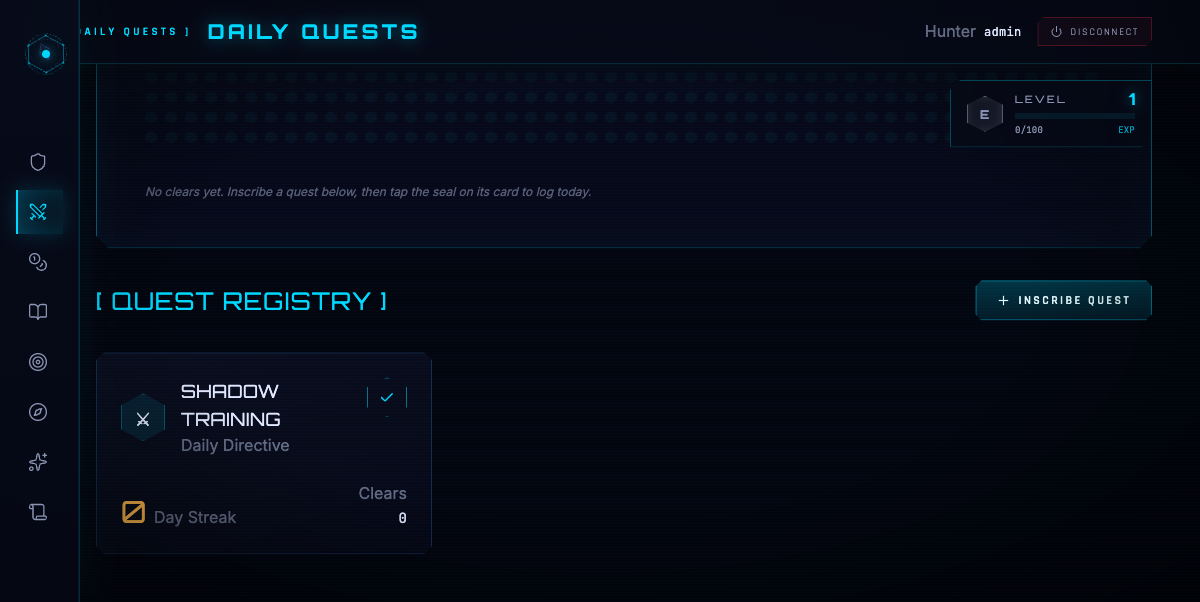 AILY QUESTS ]
DAILY QUESTS
Hunter admin
DISCONNECT
E
LEVEL
1
0/100
EXP
No clears yet. Inscribe a quest below, then tap the seal on its card to log today.
[ QUEST REGISTRY ]
+ INSCRIBE QUEST
SHADOW
TRAINING
Daily Directive
Clears
0 Day Streak
0